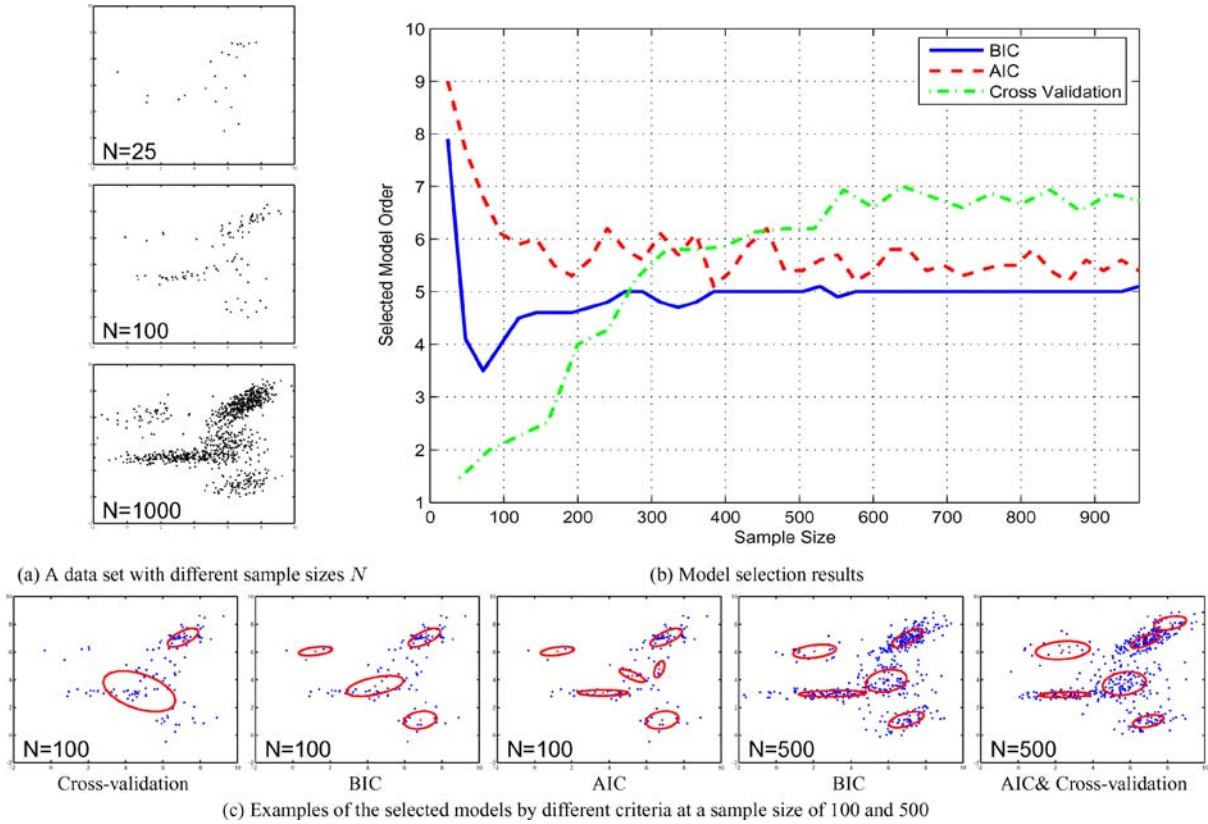 N=25
N=100
N=1000
(a) A data set with different sample sizes N
10
9
8
7
6
5
4
3
2
1
Selected Model Order
BIC
AIC
Cross Validation
0 100 200 300 400 500 600 700 800 900
Sample Size
(b) Model selection results
N=100
Cross-validation
N=100
BIC
N=100
AIC
N=500
BIC
N=500
AIC& Cross-validation
(c) Examples of the selected models by different criteria at a sample size of 100 and 500